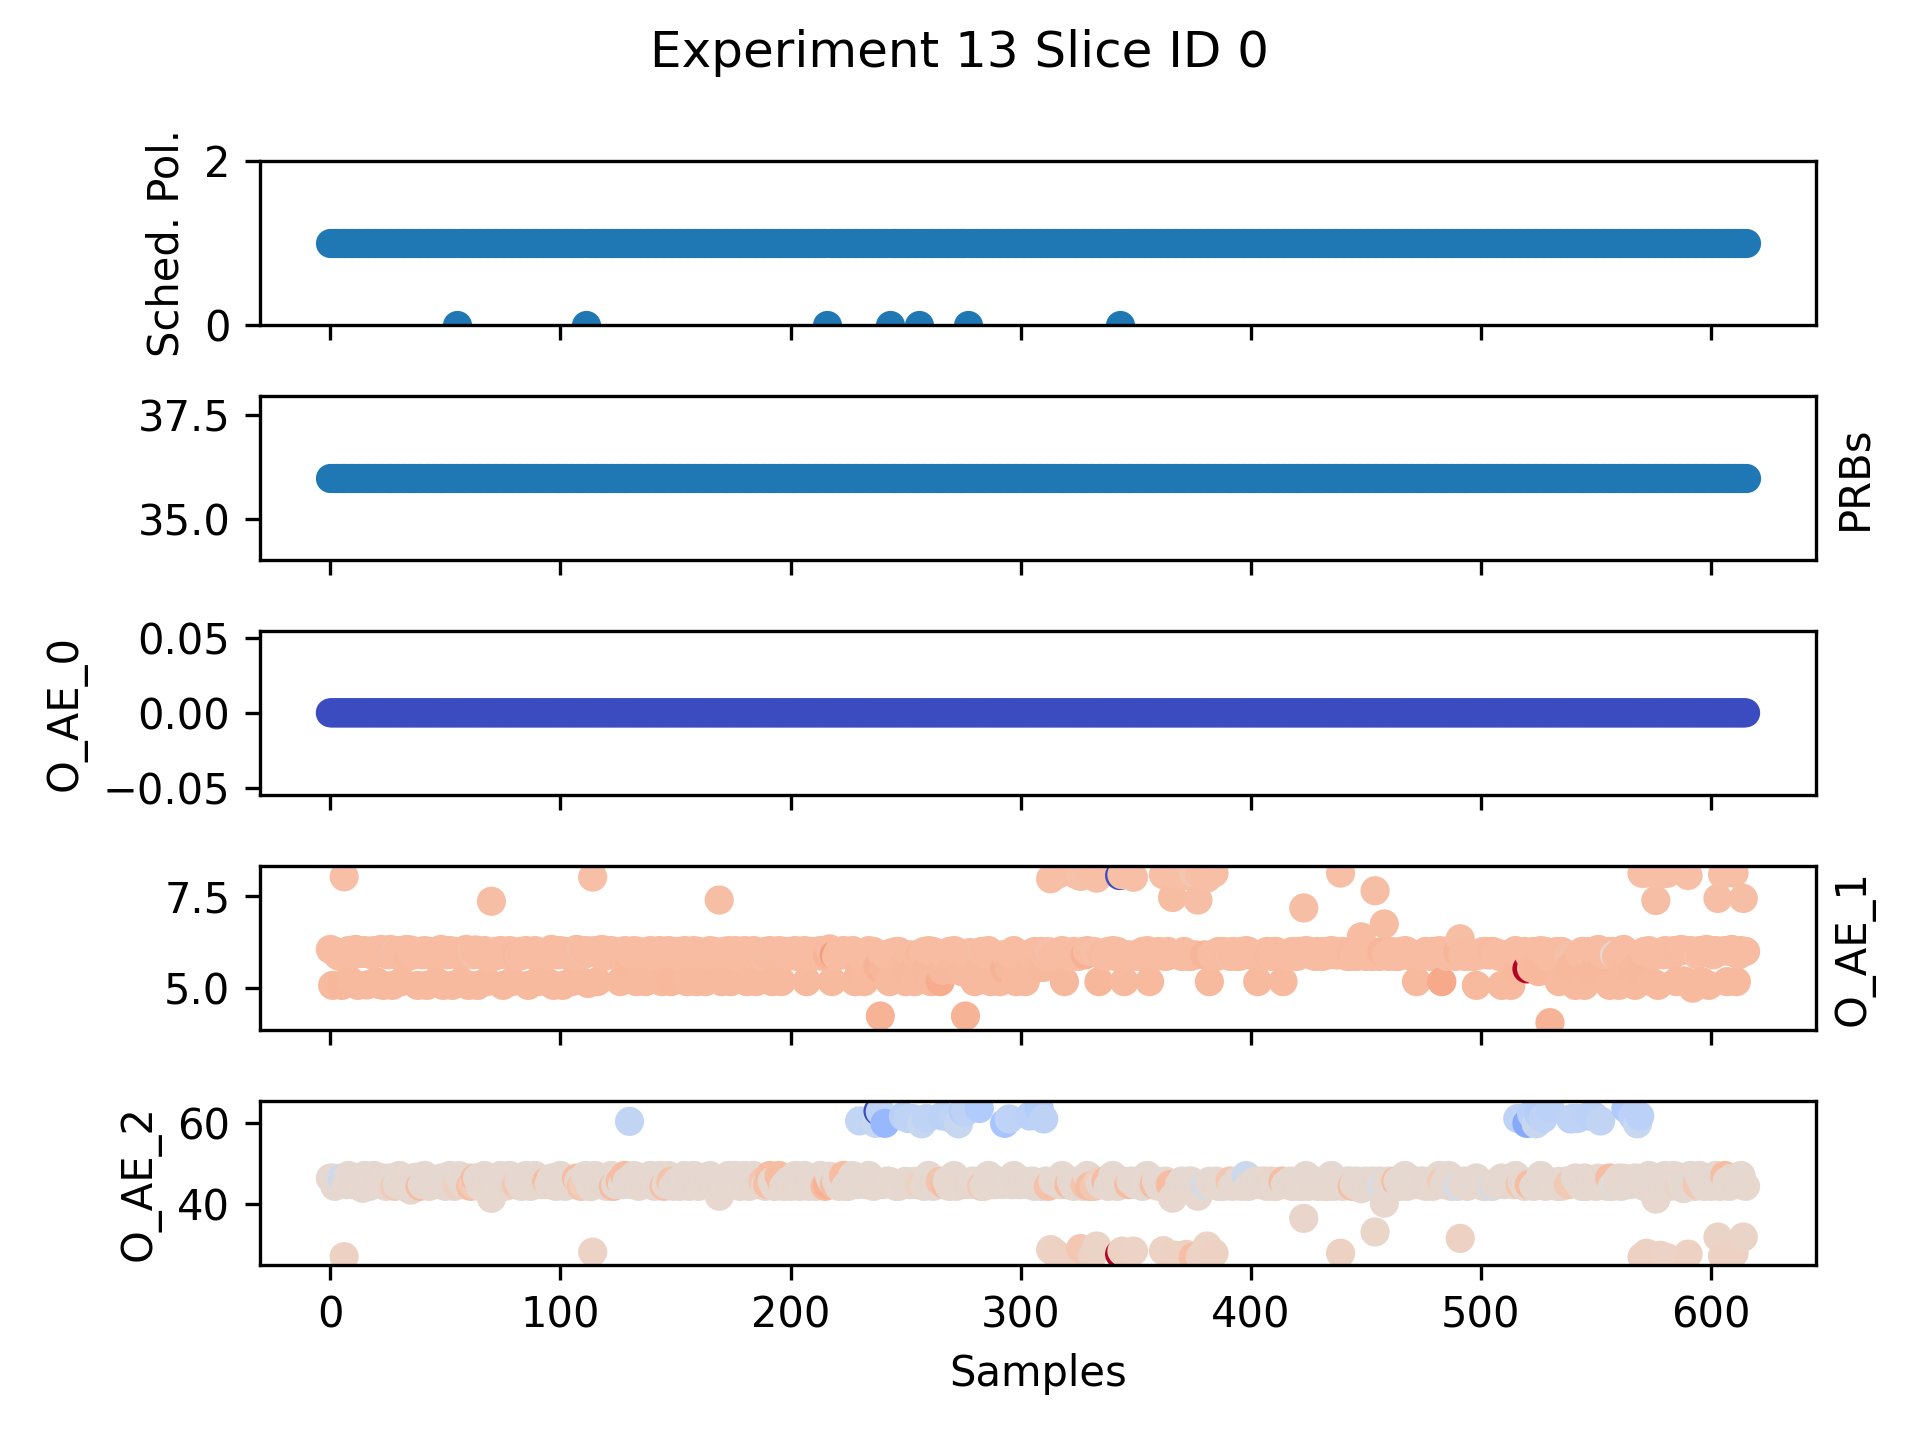 Experiment 13 Slice ID 0
Sched. Pol.
2
0
37.5
35.0
PRBs
O_AE_0
0.05
0.00
−0.05
7.5
5.0
O_AE_1
O_AE_2
60
40
0 100 200 300 400 500 600
Samples